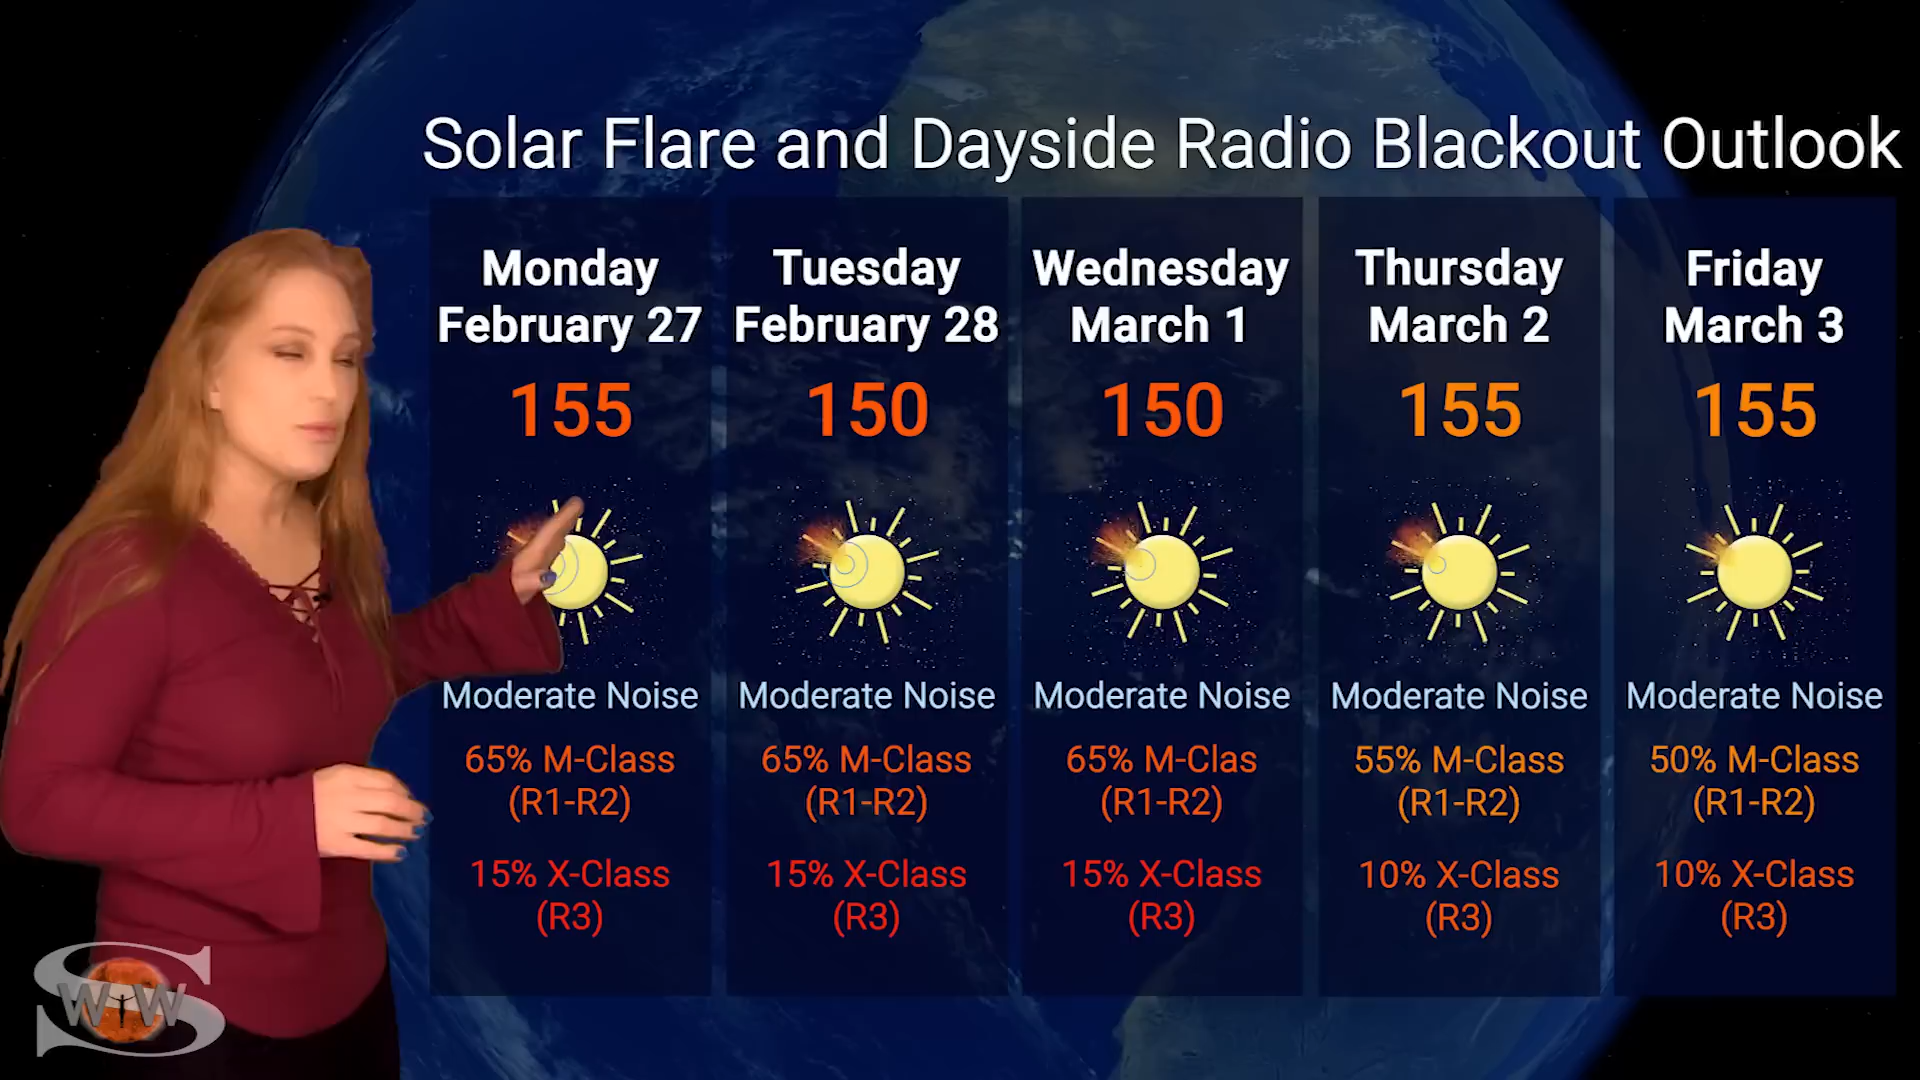 Solar Flare and Dayside Radio Blackout Outlook
Monday
February 27
155
Moderate Noise
65% M-Class
(R1-R2)
15% X-Class
(R3)
Tuesday
February 28
150
Moderate Noise
65% M-Class
(R1-R2)
15% X-Class
(R3)
Wednesday
March 1
150
Moderate Noise
65% M-Clas
(R1-R2)
15% X-Class
(R3)
Thursday
March 2
155
Moderate Noise
55% M-Class
(R1-R2)
10% X-Class
(R3)
Friday
March 3
155
Moderate Noise
50% M-Class
(R1-R2)
10% X-Class
(R3)
S
WW